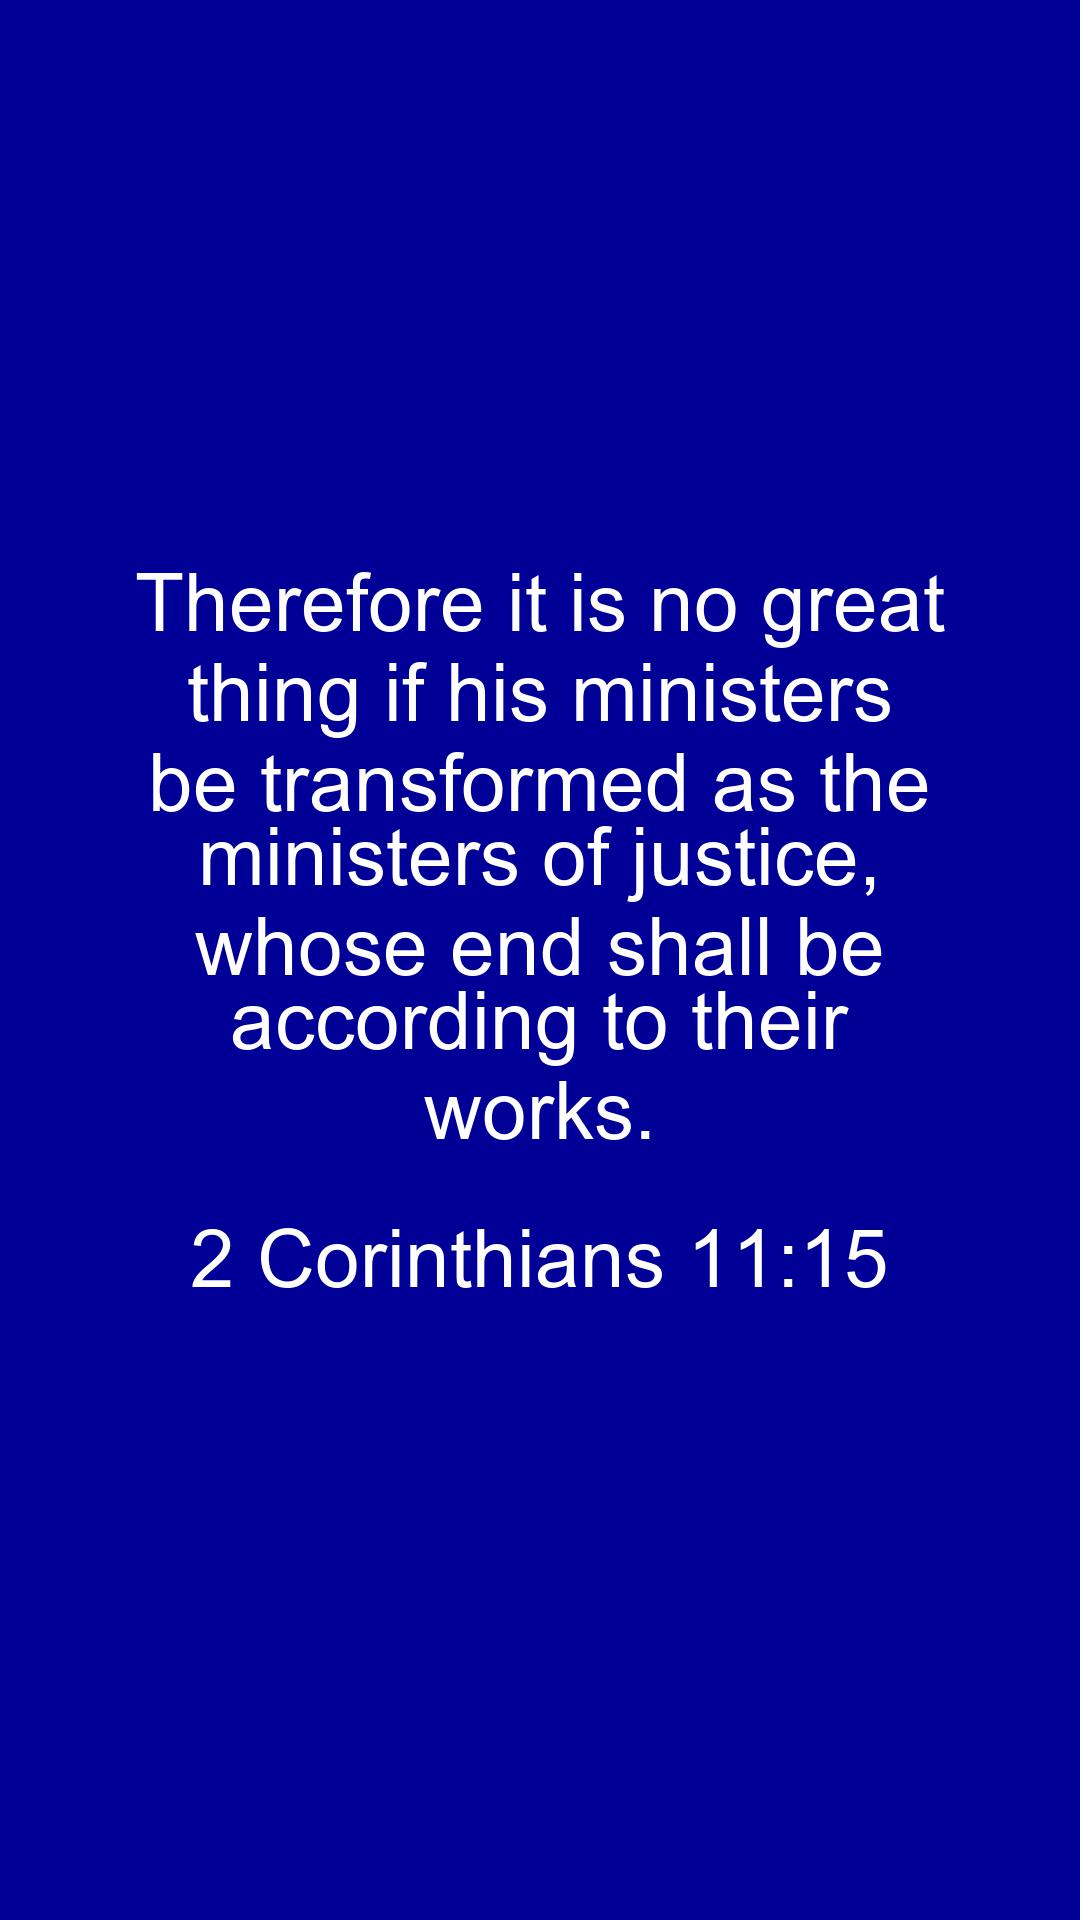 Therefore it is no great
thing if his ministers
be transformed as the
ministers of justice,
whose end shall be
according to their
works.
2 Corinthians 11:15